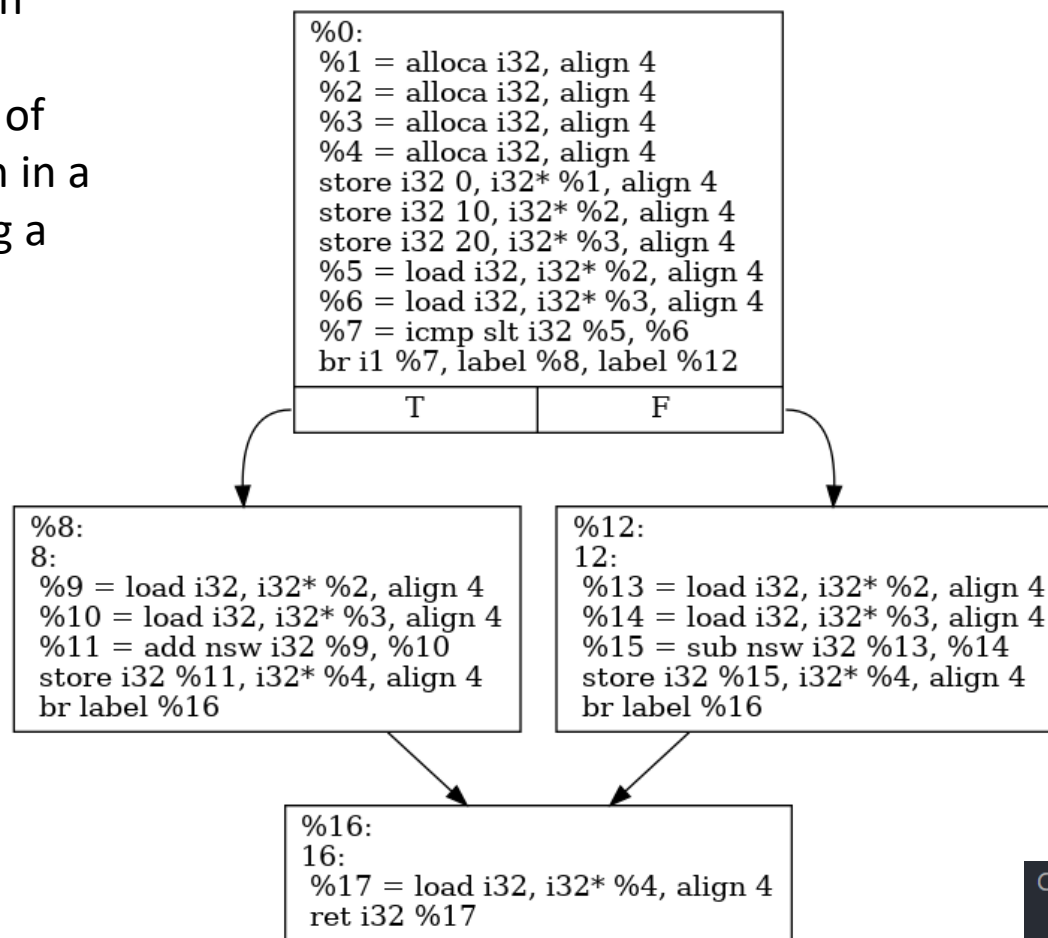 of
in a
g a
%0:
%1 = alloca i32, align 4
%2 = alloca i32, align 4
%3 = alloca i32, align 4
%4 = alloca i32, align 4
store i32 0, i32* %1, align 4
store i32 10, i32* %2, align 4
store i32 20, i32* %3, align 4
%5 = load i32, i32* %2, align 4
%6 = load i32, i32* %3, align 4
%7 = icmp slt i32 %5, %6
br i1 %7, label %8, label %12
T
F
%8:
8:
%9 = load i32, i32* %2, align 4
%10 = load i32, i32* %3, align 4
%11 = add nsw i32 %9, %10
store i32 %11, i32* %4, align 4
br label %16
%12:
12:
%13 = load i32, i32* %2, align 4
%14 = load i32, i32* %3, align 4
%15 = sub nsw i32 %13, %14
store i32 %15, i32* %4, align 4
br label %16
%16:
16:
%17 = load i32, i32* %4, align 4
ret i32 %17